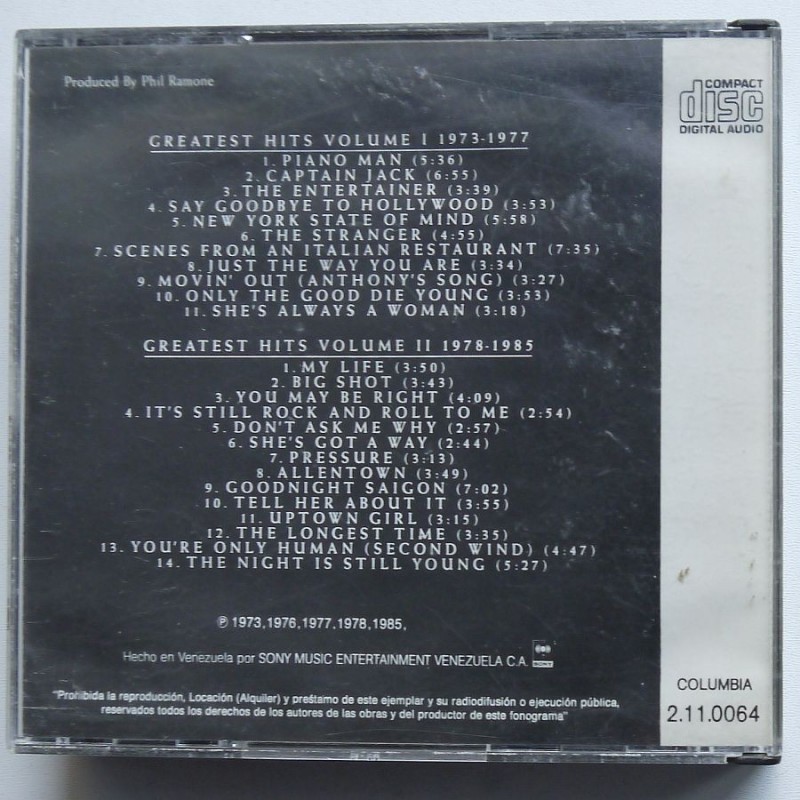 Produced By Phil Ramone
COMPACT
disc
DIGITAL AUDIO
GREATEST HITS VOLUME I 1973-1977
1. PIANO MAN (5:36)
2. CAPTAIN JACK (6:55)
3. THE ENTERTAINER (3:39)
4. SAY GOODBYE TO HOLLYWOOD (3:53)
5. NEW YORK STATE OF MIND (5:58)
6. THE STRANGER (4:55)
7. SCENES FROM AN ITALIAN RESTAURANT (7:35)
8. JUST THE WAY YOU ARE (3:34)
9. MOVIN' OUT (ANTHONY'S SONG) (3:27)
10. ONLY THE GOOD DIE YOUNG (3:53)
11. SHE'S ALWAYS A WOMAN (3:18)
GREATEST HITS VOLUME II 1978-1985
1. MY LIFE (3:50)
2. BIG SHOT (3:43)
3. YOU MAY BE RIGHT (4:09)
4. IT'S STILL ROCK AND ROLL TO ME (2:54)
5. DON'T ASK ME WHY (2:57)
6. SHE'S GOT A WAY (2:44)
7. PRESSURE (3:13)
8. ALLENTOWN (3:49)
9. GOODNIGHT SAIGON (7:02)
10. TELL HER ABOUT IT (3:55)
11. UPTOWN GIRL (3:15)
12. THE LONGEST TIME (3:35)
13. YOU'RE ONLY HUMAN (SECOND WIND) (4:47)
14. THE NIGHT IS STILL YOUNG (5:27)
℗ 1973,1976,1977,1978,1985,
Hecho en Venezuela por SONY MUSIC ENTERTAINMENT VENEZUELA C.A. SONY
"Prohibida la reproducción, Locación (Alquiler) y prestamo de este ejemplar y su radiodifusión o ejecución pública,
reservados todos los derechos de los autores de las obras y del productor de este fonograma"
COLUMBIA
2.11.0064